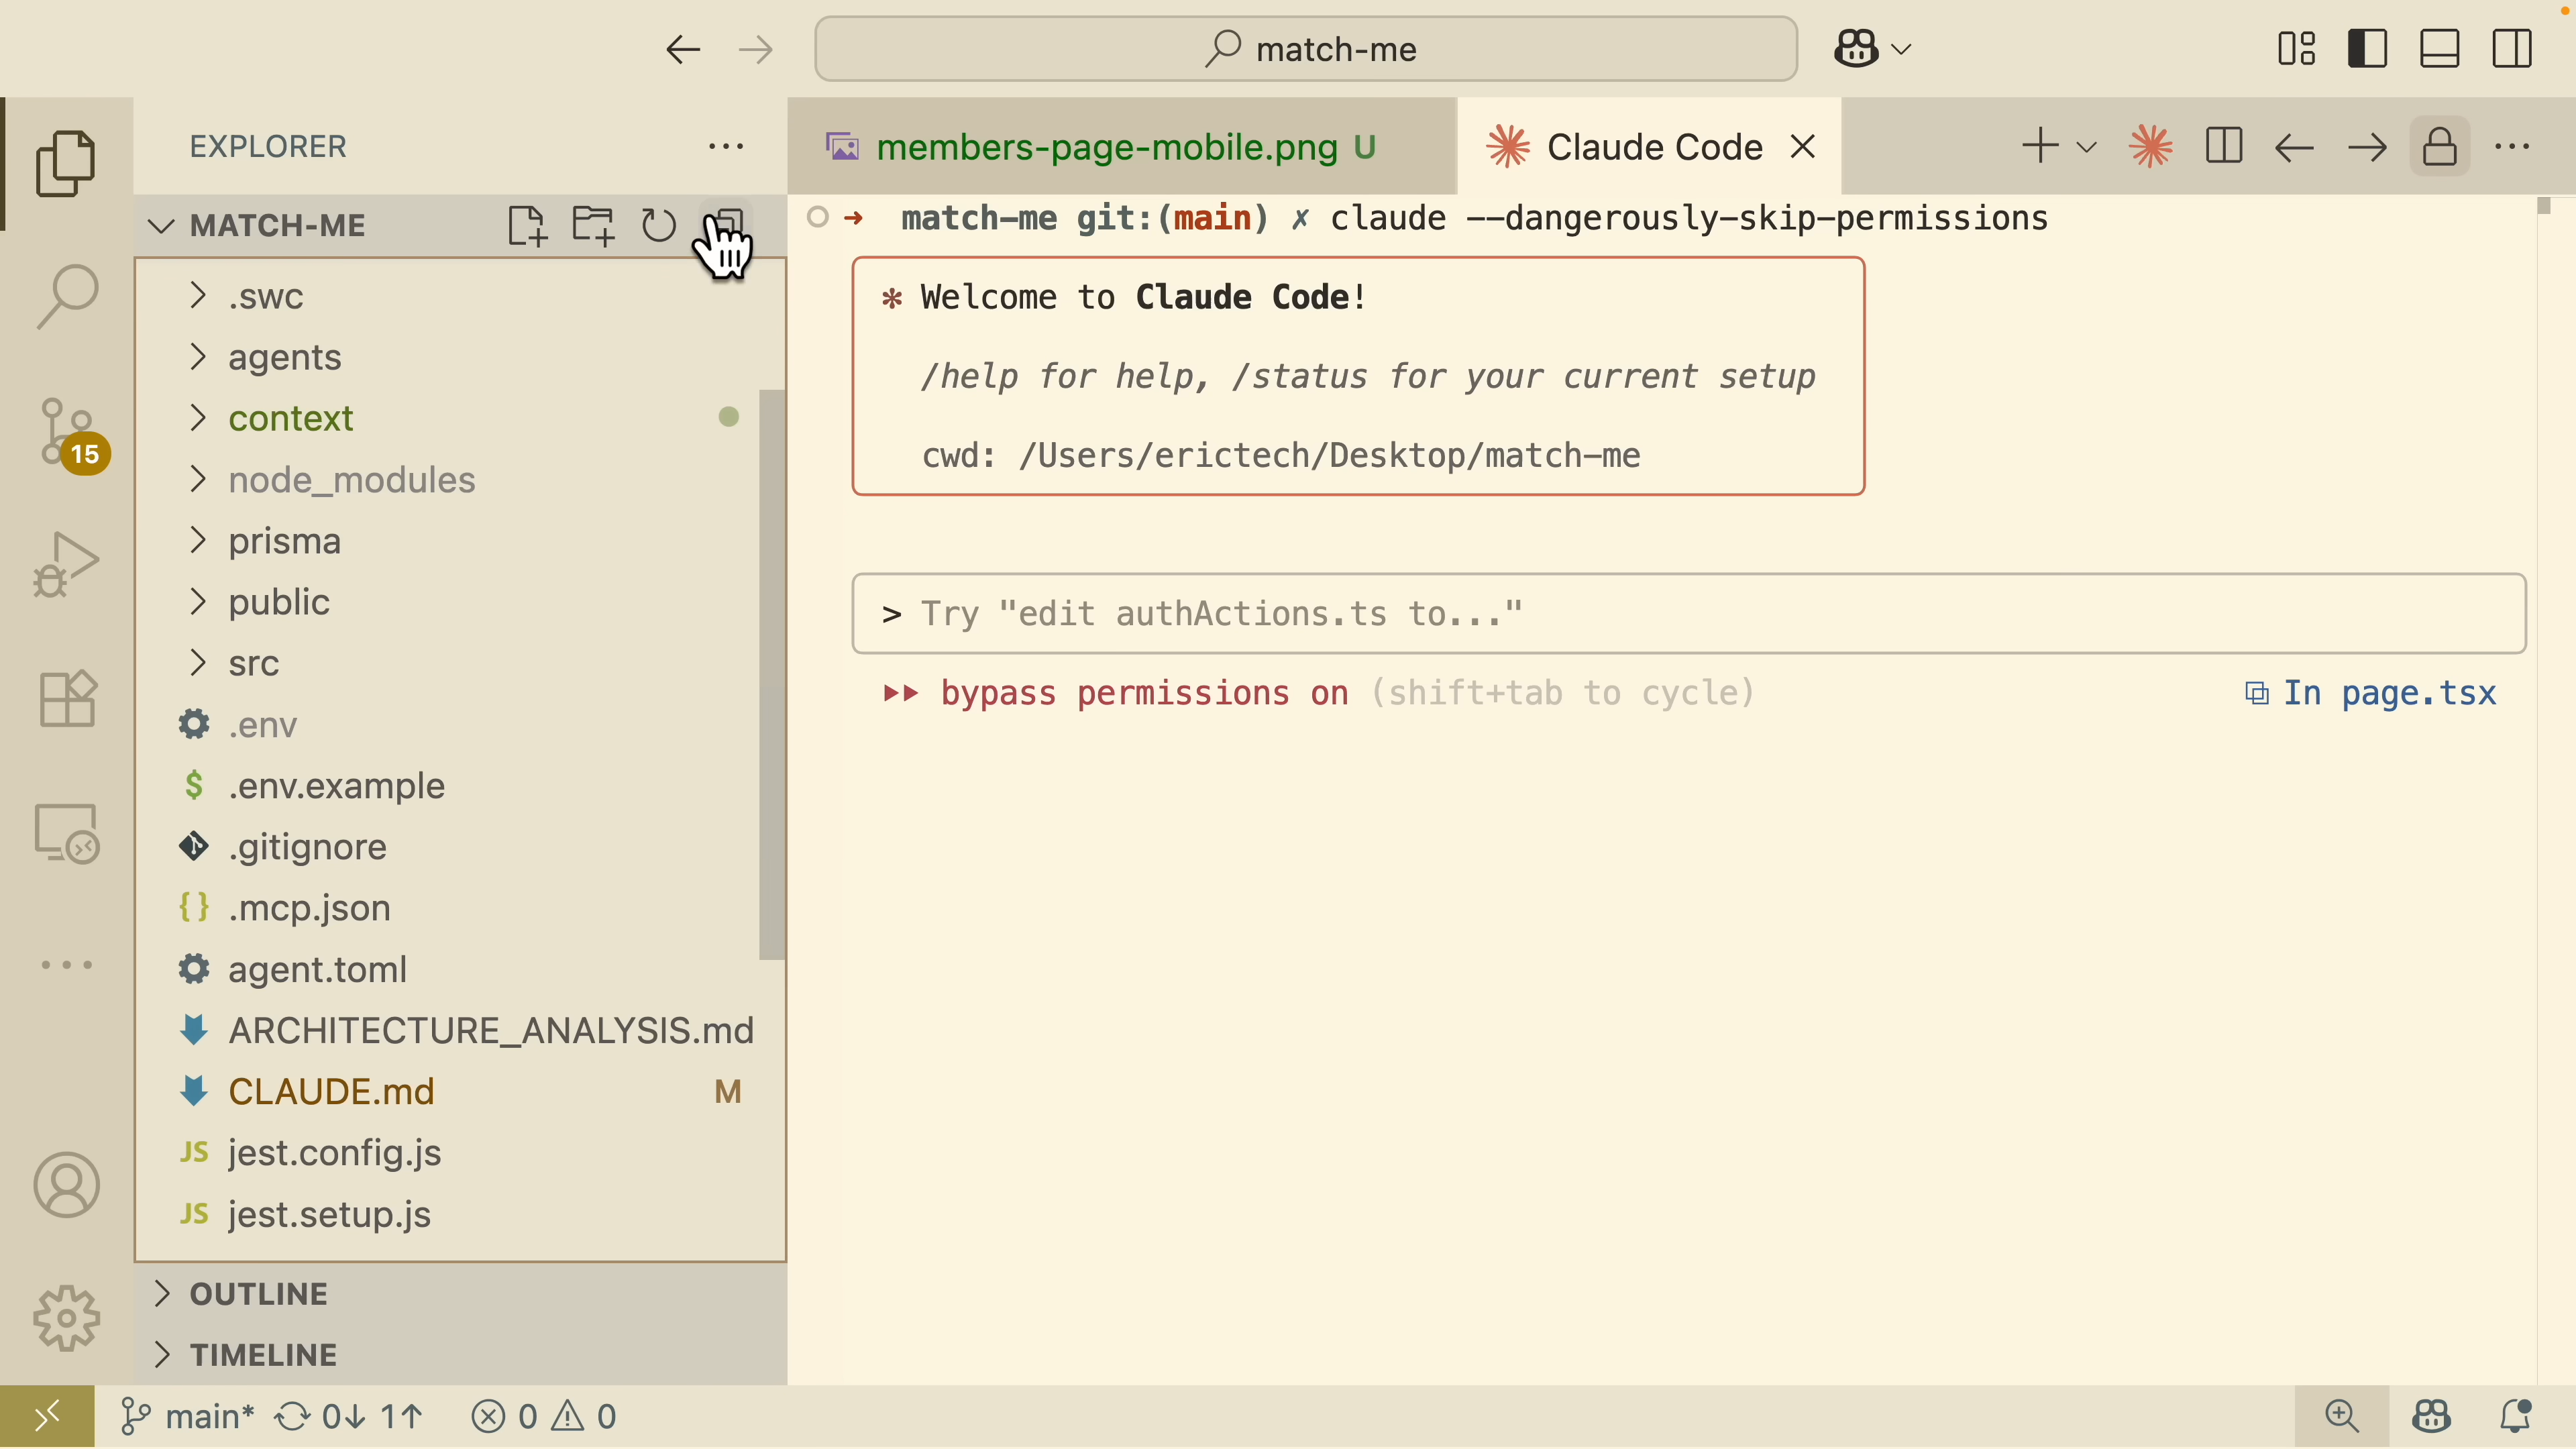 match-me
EXPLORER
members-page-mobile.png U
Claude Code
MATCH-ME
.swc
agents
context
node_modules
prisma
public
src
.env
$ .env.example
.gitignore
{} .mcp.json
agent.toml
ARCHITECTURE_ANALYSIS.md
CLAUDE.md M
JS jest.config.js
JS jest.setup.js
OUTLINE
TIMELINE
15
➜ match-me git:(main) ✗ claude --dangerously-skip-permissions
✻ Welcome to Claude Code!
/help for help, /status for your current setup
cwd: /Users/erictech/Desktop/match-me
> Try "edit authActions.ts to..."
bypass permissions on (shift+tab to cycle)
In page.tsx
main* 0↓ 1↑ 0 0